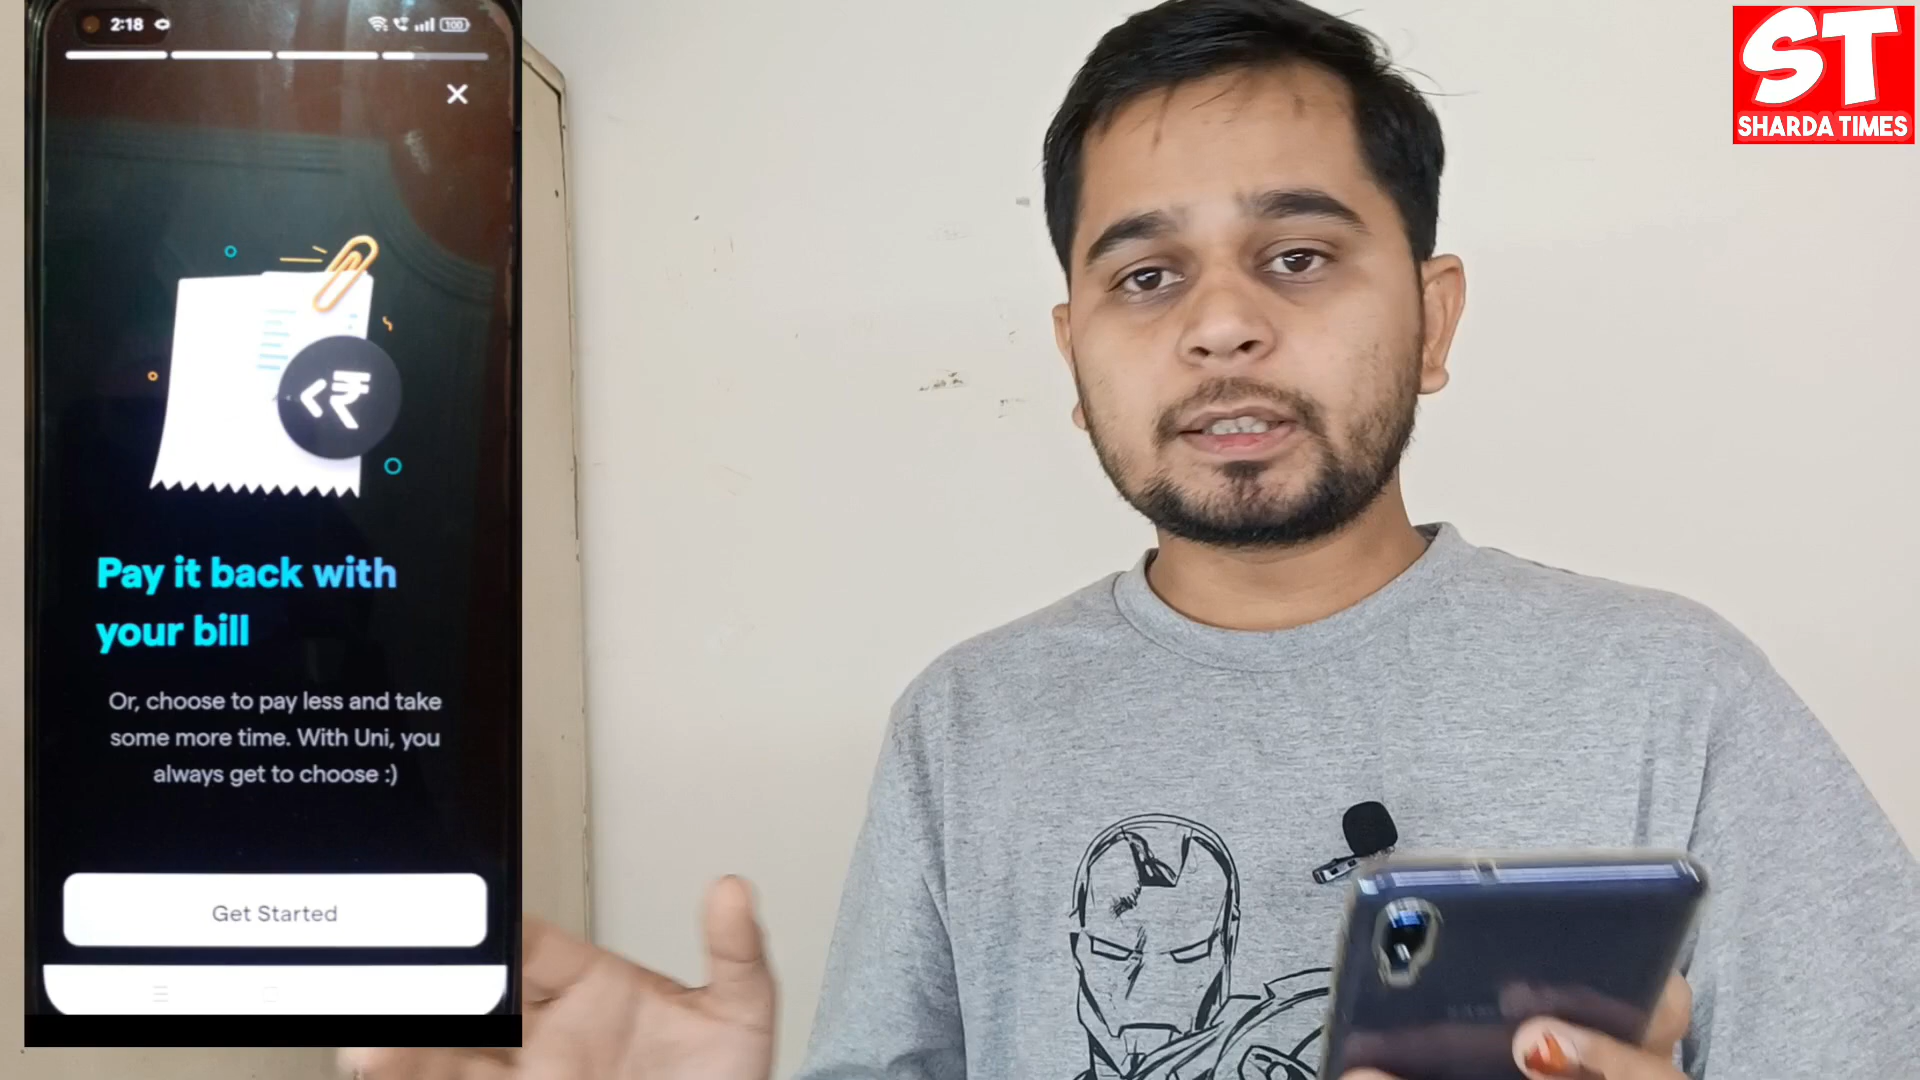 2:18
100
Pay it back with
your bill
Or, choose to pay less and take
some more time. With Uni, you
always get to choose :)
Get Started
ST
SHARDA TIMES